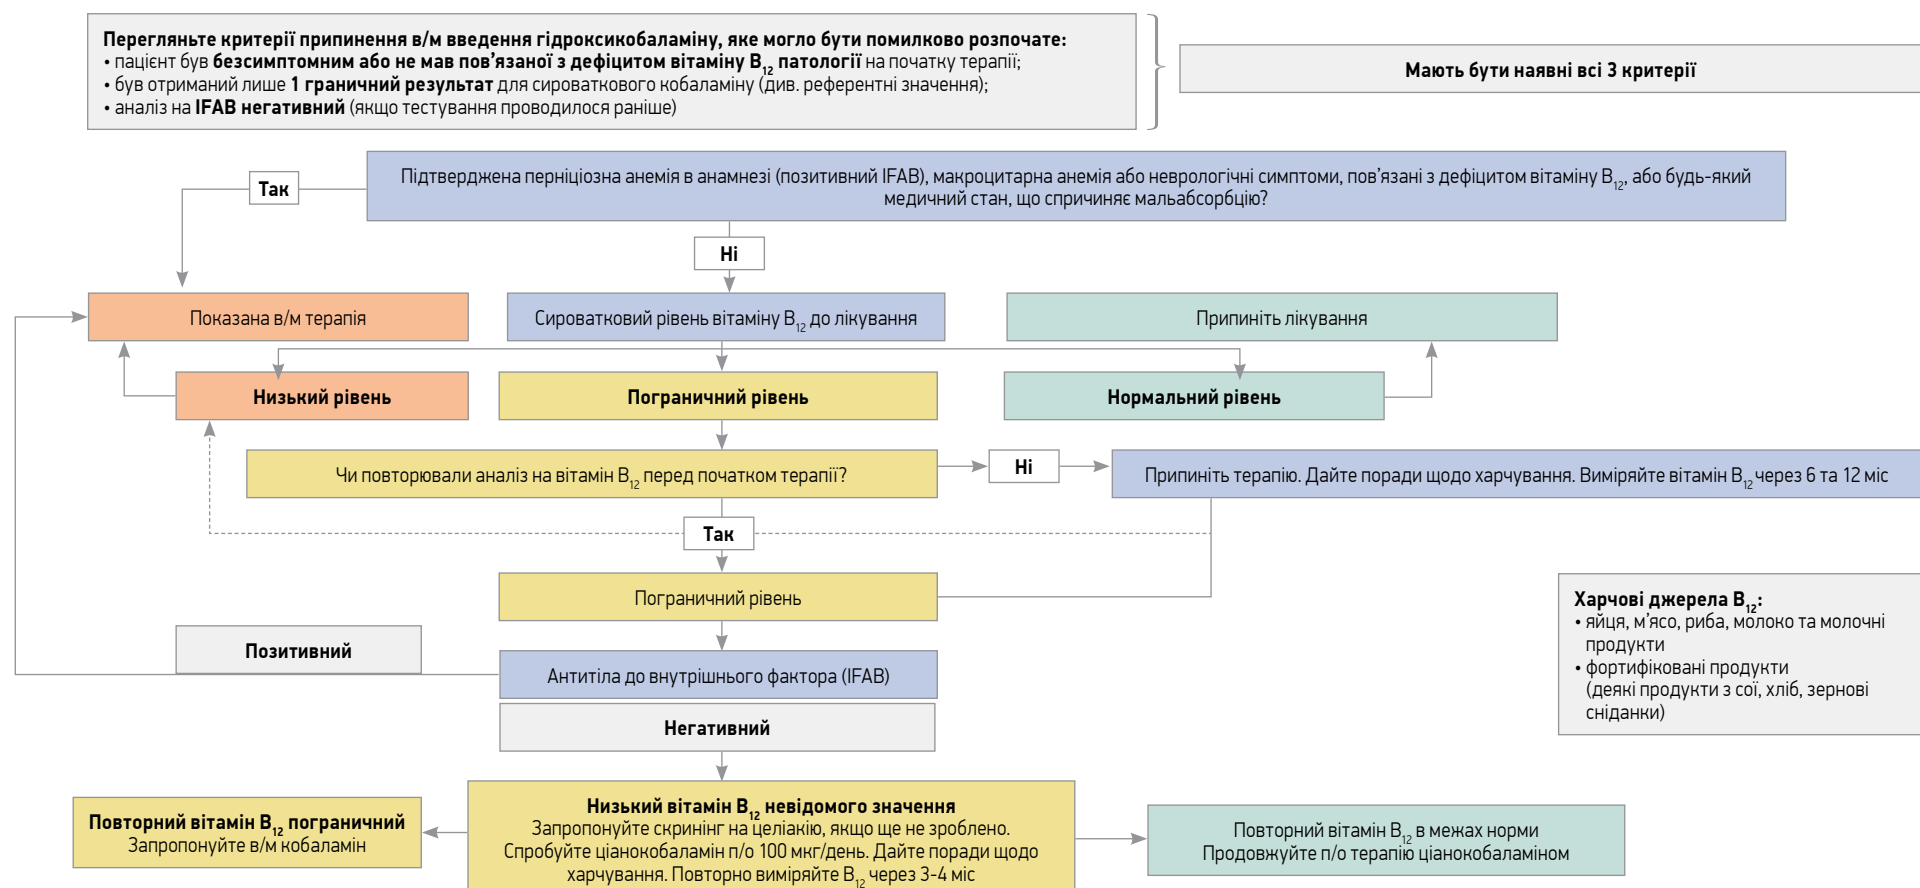 Перегляньте критерії припинення в/м введення гідроксикобаламіну, яке могло бути помилково розпочате:
• пацієнт був безсимптомним або не мав пов’язаної з дефіцитом вітаміну B₁₂ патології на початку терапії;
• був отриманий лише 1 граничний результат для сироваткового кобаламіну (див. референтні значення);
• аналіз на IFAB негативний (якщо тестування проводилося раніше)
Мають бути наявні всі 3 критерії
Підтверджена перніціозна анемія в анамнезі (позитивний IFAB), макроцитарна анемія або неврологічні симптоми, пов’язані з дефіцитом вітаміну B₁₂, або будь-який
медичний стан, що спричиняє мальабсорбцію?
Так
Ні
Показана в/м терапія
Сироватковий рівень вітаміну B₁₂ до лікування
Припиніть лікування
Низький рівень
Пограничний рівень
Нормальний рівень
Чи повторювали аналіз на вітамін B₁₂ перед початком терапії?
Ні
Припиніть терапію. Дайте поради щодо харчування. Виміряйте вітамін B₁₂ через 6 та 12 міс
Так
Пограничний рівень
Харчові джерела B₁₂:
• яйця, м’ясо, риба, молоко та молочні
продукти
• фортифіковані продукти
(деякі продукти з сої, хліб, зернові
сніданки)
Позитивний
Антитіла до внутрішнього фактора (IFAB)
Негативний
Повторний вітамін B₁₂ пограничний
Запропонуйте в/м кобаламін
Низький вітамін B₁₂ невідомого значення
Запропонуйте скринінг на целіакію, якщо ще не зроблено.
Спробуйте ціанокобаламін п/о 100 мкг/день. Дайте поради щодо
харчування. Повторно виміряйте B₁₂ через 3-4 міс
Повторний вітамін B₁₂ в межах норми
Продовжуйте п/о терапію ціанокобаламіном